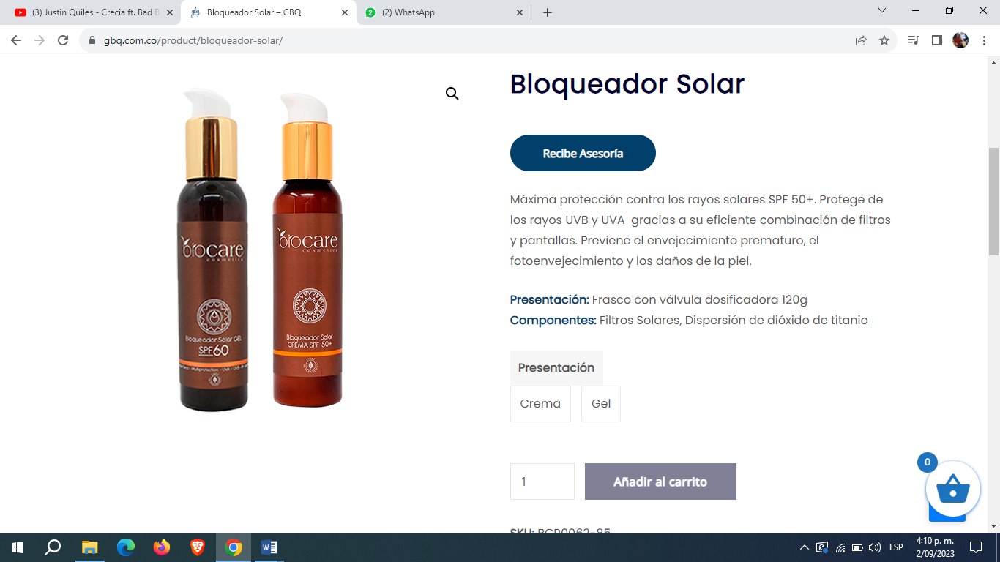 (3) Justin Quiles - Crecia ft. Bad B
Bloqueador Solar – GBQ
(2) WhatsApp
gbq.com.co/product/bloqueador-solar/
Bloqueador Solar
Recibe Asesoría
Máxima protección contra los rayos solares SPF 50+. Protege de
los rayos UVB y UVA gracias a su eficiente combinación de filtros
y pantallas. Previene el envejecimiento prematuro, el
fotoenvejecimiento y los daños de la piel.
Presentación: Frasco con válvula dosificadora 120g
Componentes: Filtros Solares, Dispersión de dióxido de titanio
Presentación
Crema Gel
1 Añadir al carrito
0
biocare
cosmetics
Bloqueador Solar GEL
SPF60
biocare
cosmetics
Bloqueador Solar
CREMA SPF 50+
ESP
4:10 p. m.
2/09/2023